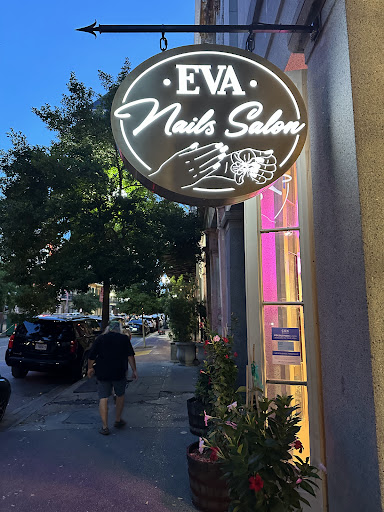 · EVA ·
Nails Salon